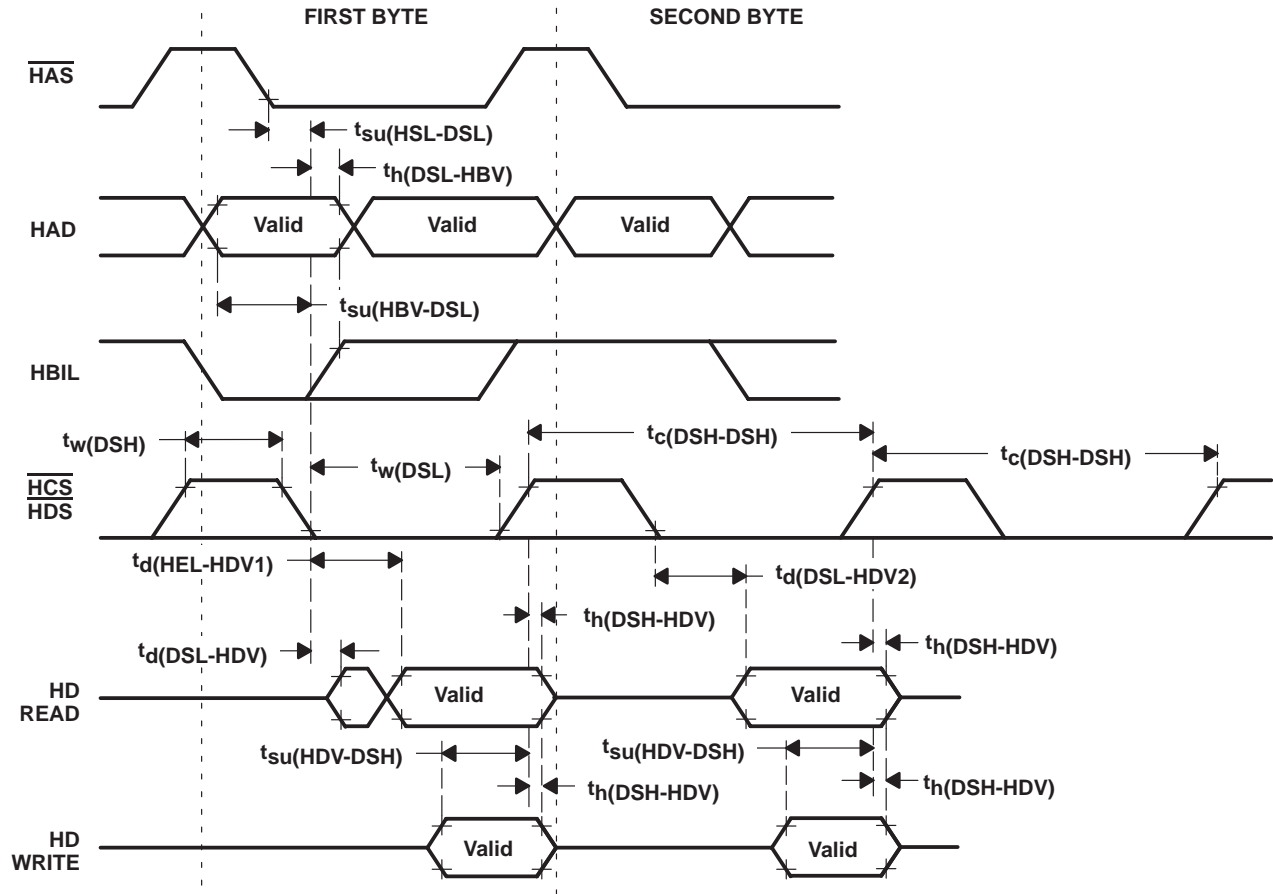 FIRST BYTE
SECOND BYTE
HAS
tsu(HSL-DSL)
th(DSL-HBV)
HAD
Valid
Valid
Valid
tsu(HBV-DSL)
HBIL
tw(DSH)
tc(DSH-DSH)
tw(DSL)
tc(DSH-DSH)
HCS
HDS
td(HEL-HDV1)
td(DSL-HDV2)
th(DSH-HDV)
td(DSL-HDV)
th(DSH-HDV)
HD
READ
Valid
Valid
tsu(HDV-DSH)
tsu(HDV-DSH)
th(DSH-HDV)
th(DSH-HDV)
HD
WRITE
Valid
Valid